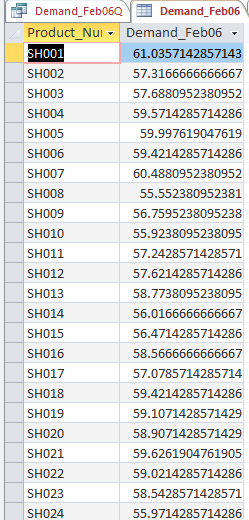 Demand_Feb06Q Demand_Feb06
Product_Nu Demand_Feb06
SH001 61.0357142857143
SH002 57.3166666666667
SH003 57.6880952380952
SH004 59.5714285714286
SH005 59.997619047619
SH006 59.4214285714286
SH007 60.4880952380952
SH008 55.552380952381
SH009 56.7595238095238
SH010 55.9238095238095
SH011 57.2428571428571
SH012 57.6214285714286
SH013 58.7738095238095
SH014 56.0166666666667
SH015 56.4714285714286
SH016 58.5666666666667
SH017 57.0785714285714
SH018 59.4214285714286
SH019 59.1071428571429
SH020 58.9071428571429
SH021 59.6261904761905
SH022 59.0214285714286
SH023 58.5428571428571
SH024 55.9714285714286